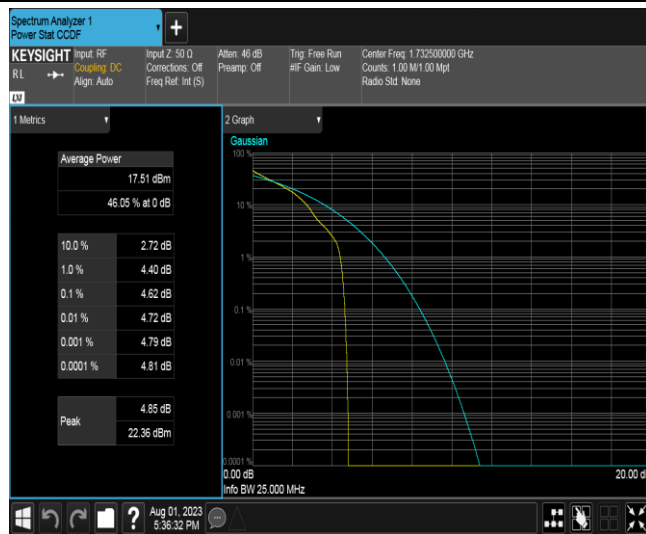 Spectrum Analyzer 1
Power Stat CCDF
KEYSIGHT
RL
Input: RF
Coupling: DC
Align: Auto
Input Z: 50 Ω
Corrections: Off
Freq Ref: Int (S)
Atten: 46 dB
Preamp: Off
Trig: Free Run
#IF Gain: Low
Center Freq: 1.732500000 GHz
Counts: 1.00 M/1.00 Mpt
Radio Std: None
1 Metrics
Average Power
17.51 dBm
46.05 % at 0 dB
10.0 % 2.72 dB
1.0 % 4.40 dB
0.1 % 4.62 dB
0.01 % 4.72 dB
0.001 % 4.79 dB
0.0001 % 4.81 dB
Peak 4.85 dB
22.36 dBm
2 Graph
Gaussian
100 %
10 %
1 %
0.1 %
0.01 %
0.001 %
0.0001 %
0.00 dB
20.00 d
Info BW 25.000 MHz
Aug 01, 2023
5:36:32 PM